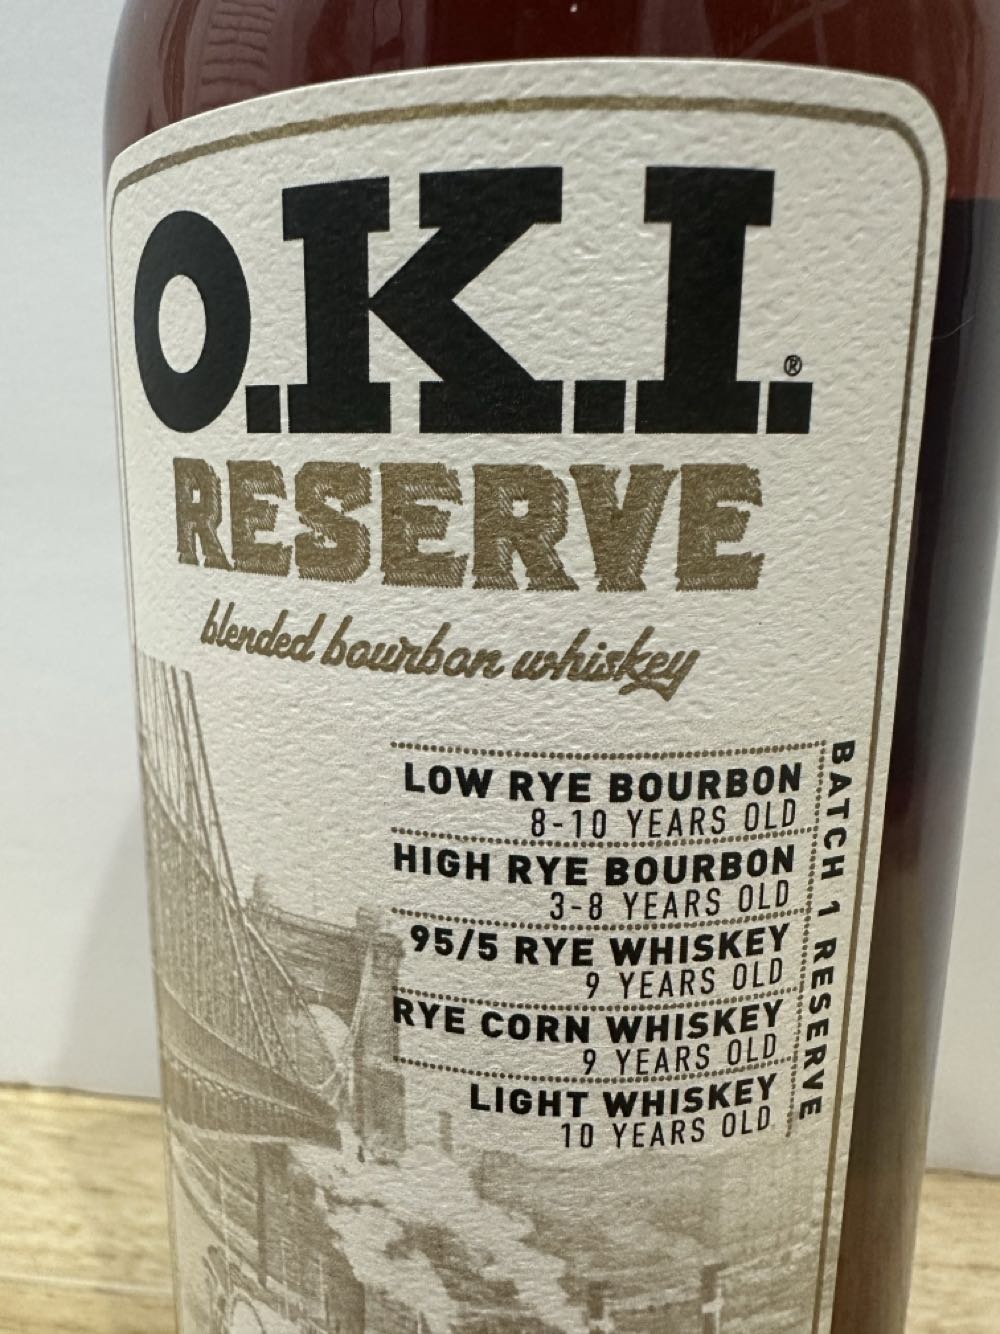 O.K.I.®
RESERVE
blended bourbon whiskey
LOW RYE BOURBON
8-10 YEARS OLD
HIGH RYE BOURBON
3-8 YEARS OLD
95/5 RYE WHISKEY
9 YEARS OLD
RYE CORN WHISKEY
9 YEARS OLD
LIGHT WHISKEY
10 YEARS OLD
BATCH 1 RESERVE